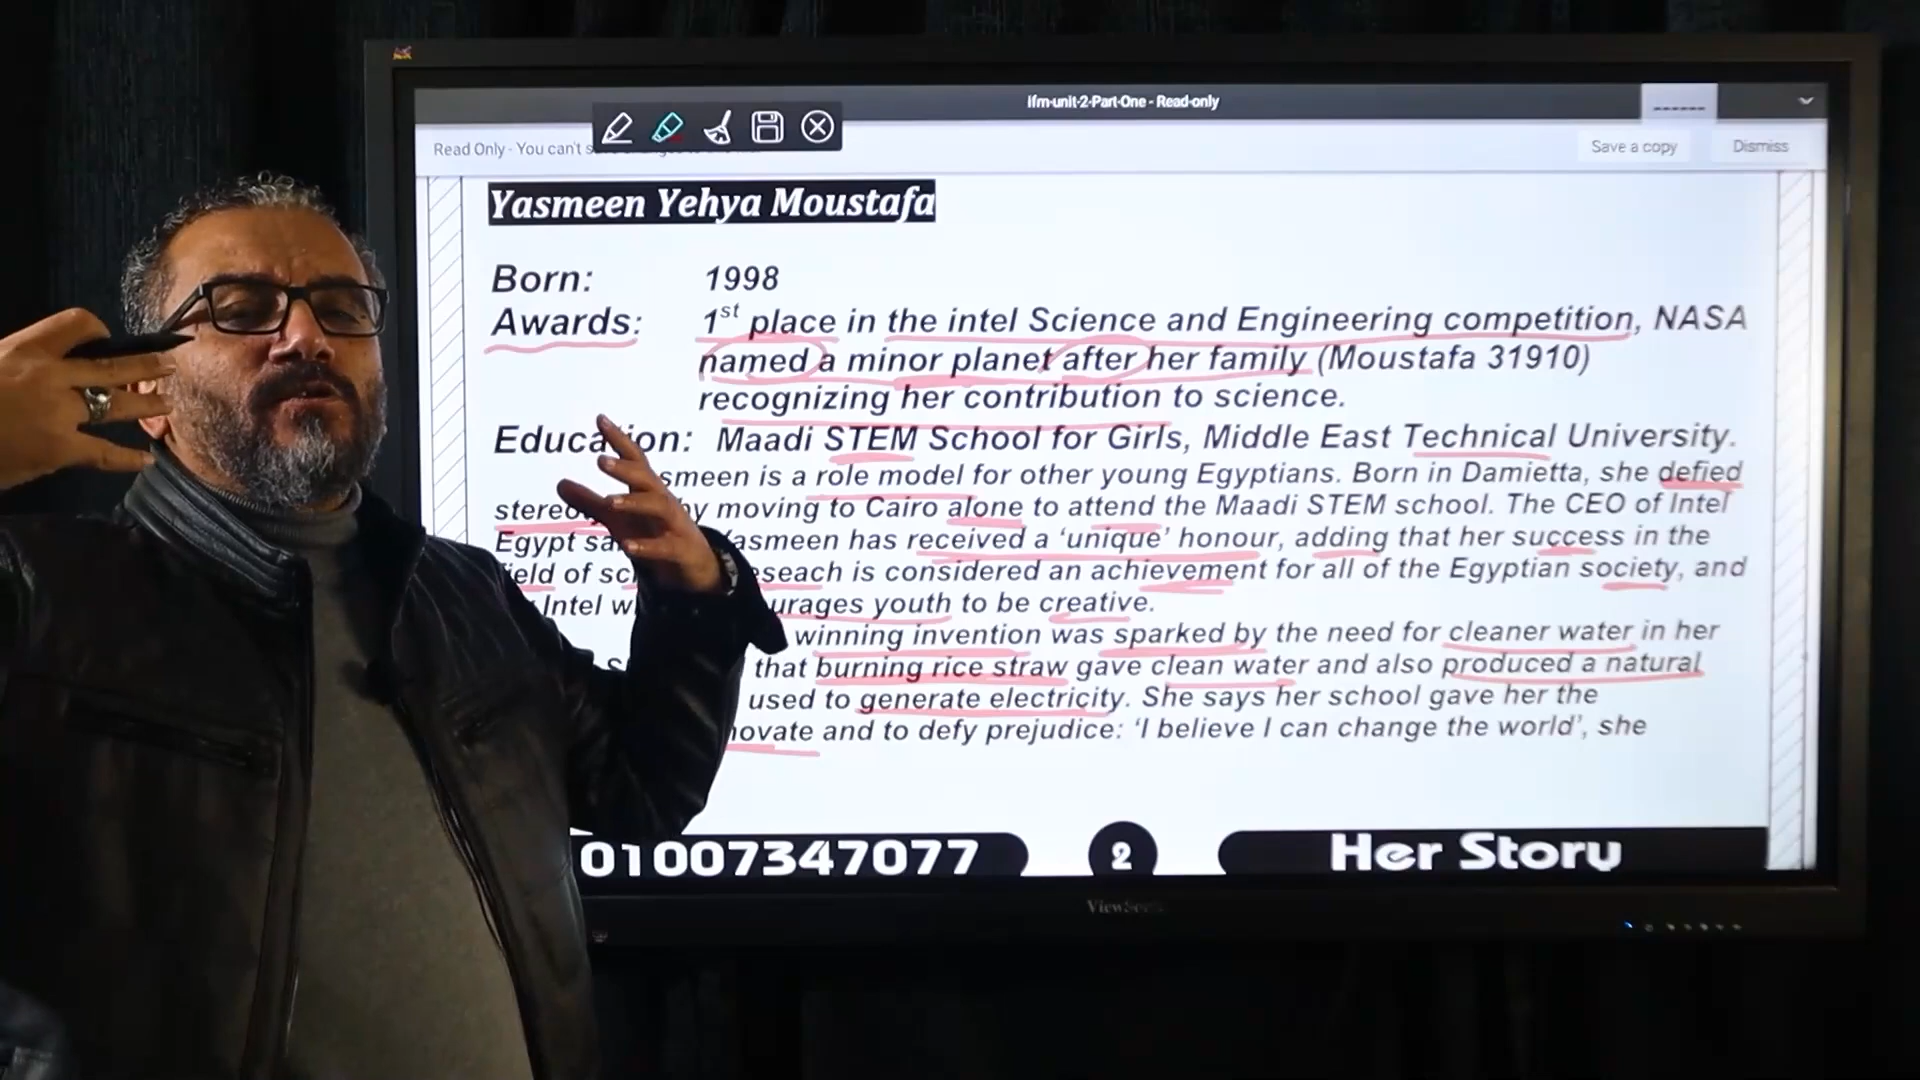 ifm-unit-2-Part-One - Read-only
Read Only - You can't
Save a copy
Dismiss
Yasmeen Yehya Moustafa
Born: 1998
Awards: 1st place in the intel Science and Engineering competition, NASA
named a minor planet after her family (Moustafa 31910)
recognizing her contribution to science.
Education: Maadi STEM School for Girls, Middle East Technical University.
is a role model for other young Egyptians. Born in Damietta, she defied
by moving to Cairo alone to attend the Maadi STEM school. The CEO of Intel
Egypt Yasmeen has received a ‘unique’ honour, adding that her success in the
field of reseach is considered an achievement for all of the Egyptian society, and
Intel to be creative.
winning invention was sparked by the need for cleaner water in her
that burning rice straw gave clean water and also produced a natural
used to generate electricity. She says her school gave her the
and to defy prejudice: ‘I believe I can change the world’, she
01007347077
2
Her Story
ViewSonic